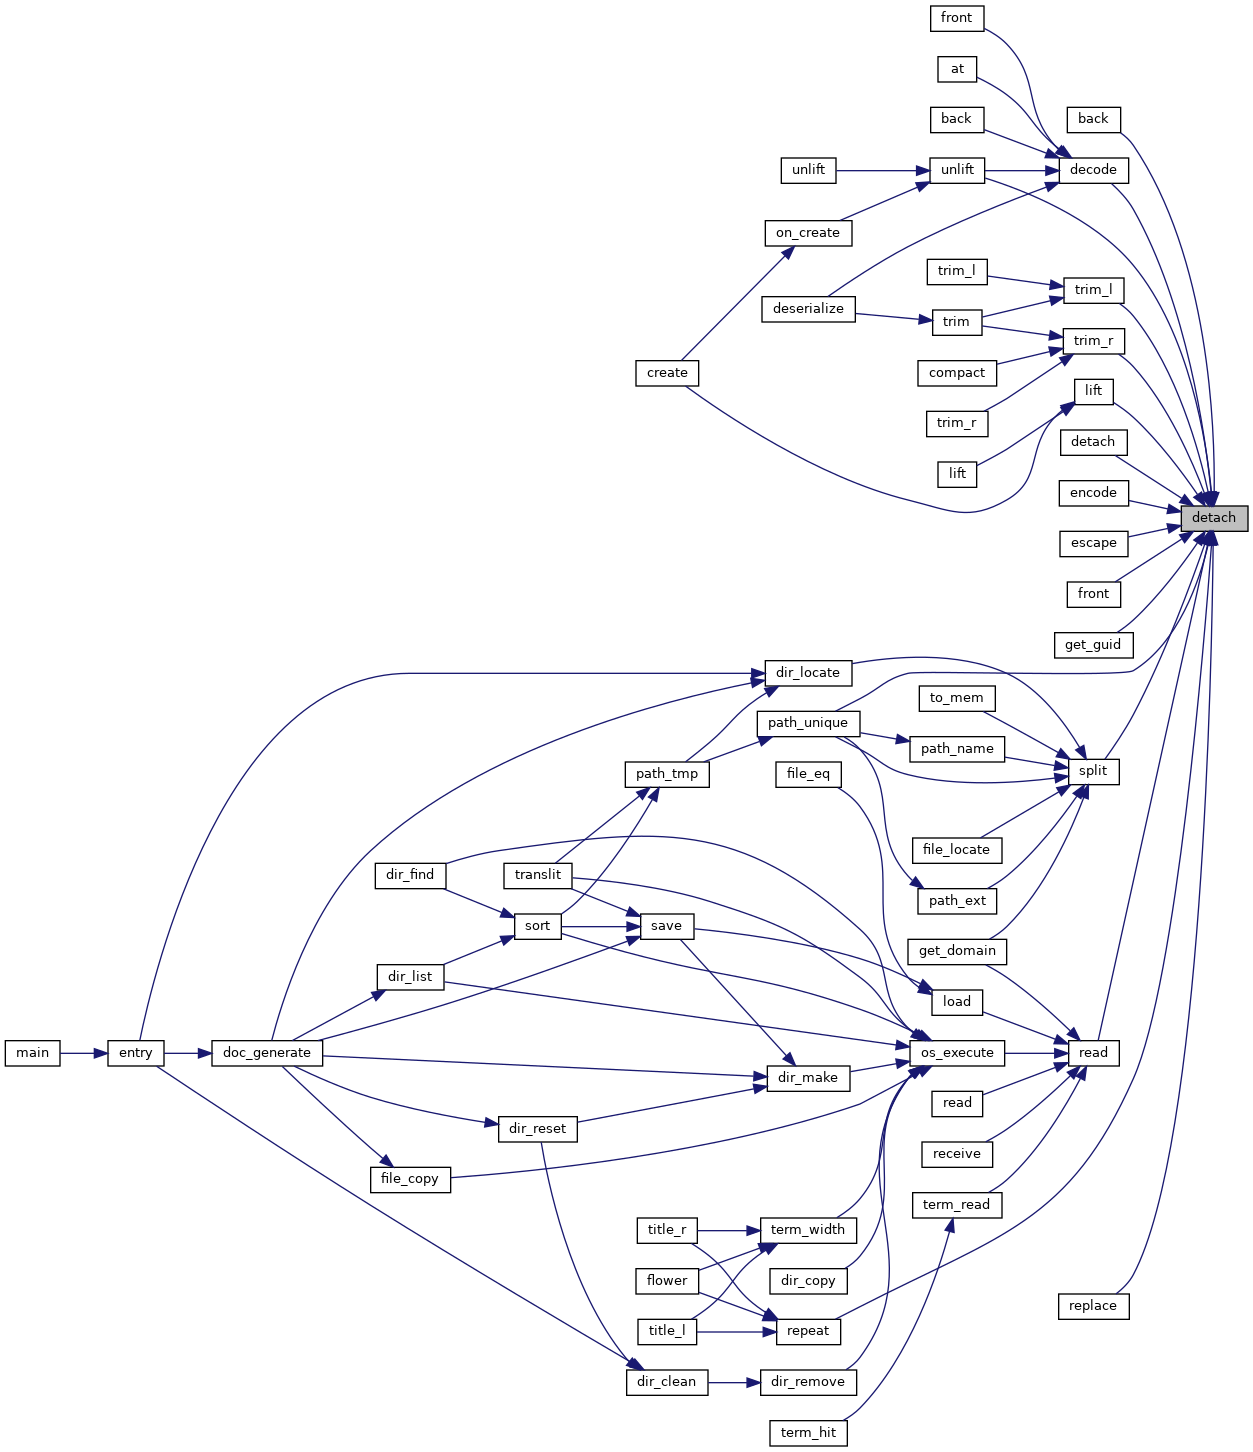 front
at
back
back
unlift
unlift
decode
on_create
trim_l
trim_l
deserialize
trim
trim_r
create
compact
lift
trim_r
detach
lift
encode
detach
escape
front
get_guid
dir_locate
to_mem
path_unique
path_name
path_tmp
file_eq
split
file_locate
dir_find
translit
path_ext
sort
save
get_domain
dir_list
load
main
entry
doc_generate
os_execute
read
dir_make
read
dir_reset
receive
file_copy
term_read
title_r
term_width
flower
dir_copy
replace
title_l
repeat
dir_clean
dir_remove
term_hit